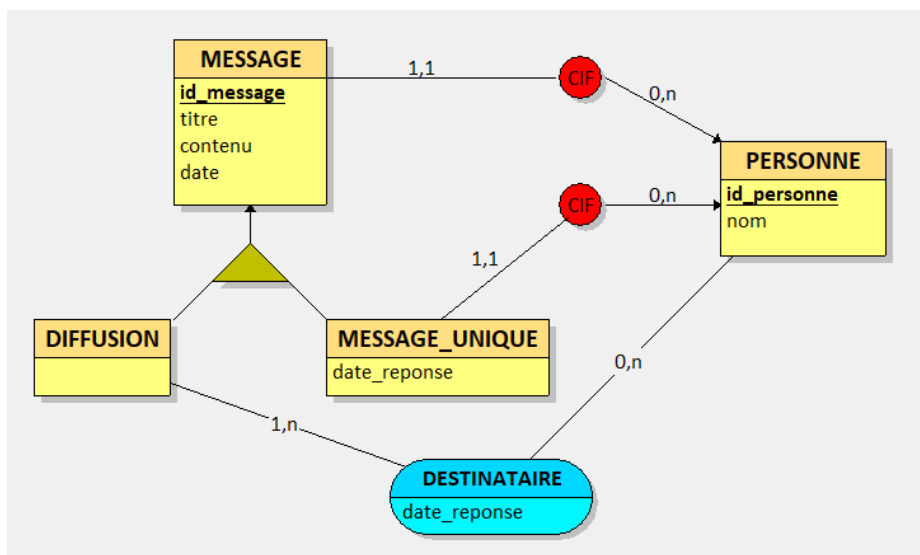 MESSAGE
id_message
titre
contenu
date
1,1
CIF
0,n
PERSONNE
id_personne
nom
CIF
0,n
1,1
DIFFUSION
MESSAGE_UNIQUE
date_reponse
0,n
1,n
DESTINATAIRE
date_reponse